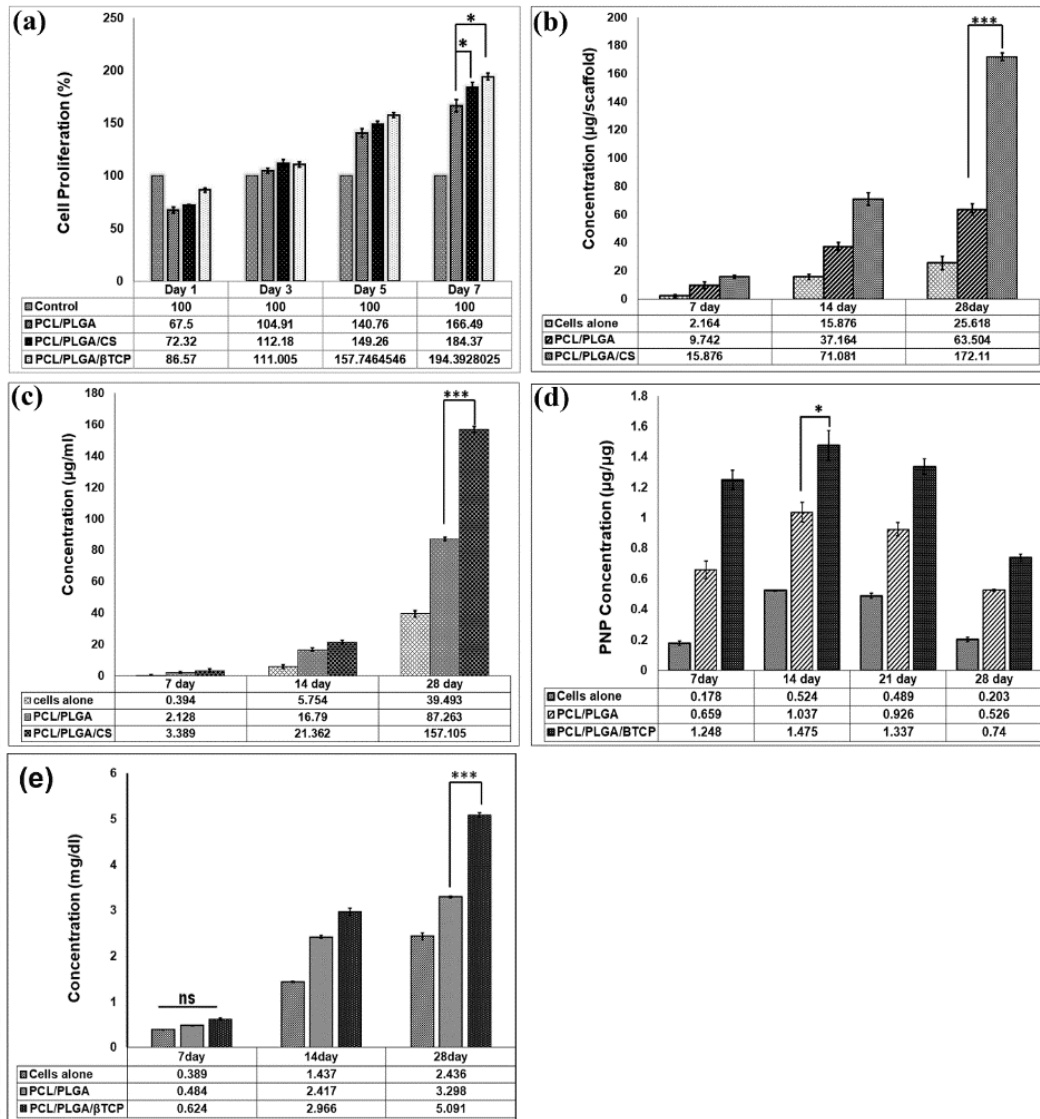 (a)
250
200
150
100
50
0
Cell Proliferation (%)
*
*
Day 1 Day 3 Day 5 Day 7
Control 100 100 100 100
PCL/PLGA 67.5 104.91 140.76 166.49
PCL/PLGA/CS 72.32 112.18 149.26 184.37
PCL/PLGA/βTCP 86.57 111.005 157.7464546 194.3928025
(b)
200
180
160
140
120
100
80
60
40
20
0
Concentration (µg/scaffold)
***
7 day 14 day 28day
Cells alone 2.164 15.876 25.618
PCL/PLGA 9.742 37.164 63.504
PCL/PLGA/CS 15.876 71.081 172.11
(c)
180
160
140
120
100
80
60
40
20
0
Concentration (µg/ml)
***
7 day 14 day 28 day
cells alone 0.394 5.754 39.493
PCL/PLGA 2.128 16.79 87.263
PCL/PLGA/CS 3.389 21.362 157.105
(d)
1.8
1.6
1.4
1.2
1
0.8
0.6
0.4
0.2
0
PNP Concentration (µg/µg)
*
7day 14 day 21 day 28 day
Cells alone 0.178 0.524 0.489 0.203
PCL/PLGA 0.659 1.037 0.926 0.526
PCL/PLGA/BTCP 1.248 1.475 1.337 0.74
(e)
6
5
4
3
2
1
0
Concentration (mg/dl)
ns
***
7day 14day 28day
Cells alone 0.389 1.437 2.436
PCL/PLGA 0.484 2.417 3.298
PCL/PLGA/βTCP 0.624 2.966 5.091